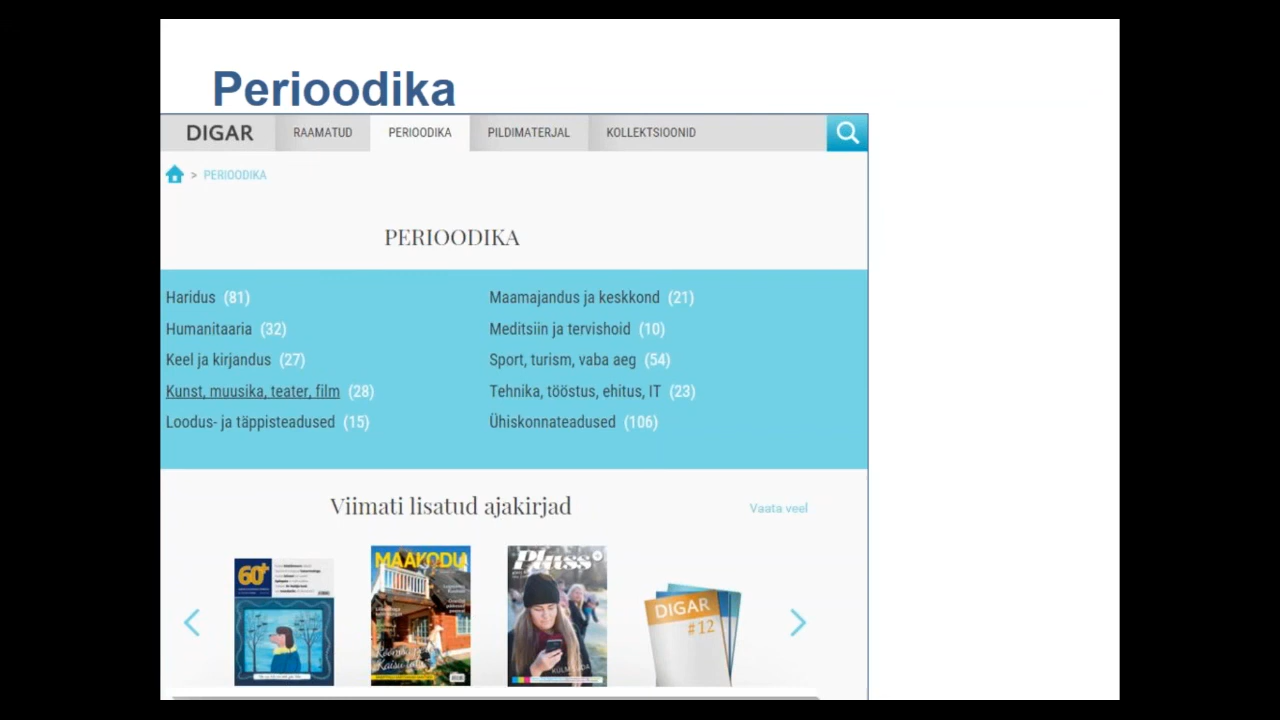 Perioodika
DIGAR RAAMATUD PERIOODIKA PILDIMATERJAL KOLLEKTSIOONID
> PERIOODIKA
PERIOODIKA
Haridus (81)
Humanitaaria (32)
Keel ja kirjandus (27)
Kunst, muusika, teater, film (28)
Loodus- ja täppisteadused (15)
Maamajandus ja keskkond (21)
Meditsiin ja tervishoid (10)
Sport, turism, vaba aeg (54)
Tehnika, tööstus, ehitus, IT (23)
Ühiskonnateadused (106)
Viimati lisatud ajakirjad
Vaata veel
60+
MAAKODU
Pluss
DIGAR
#12